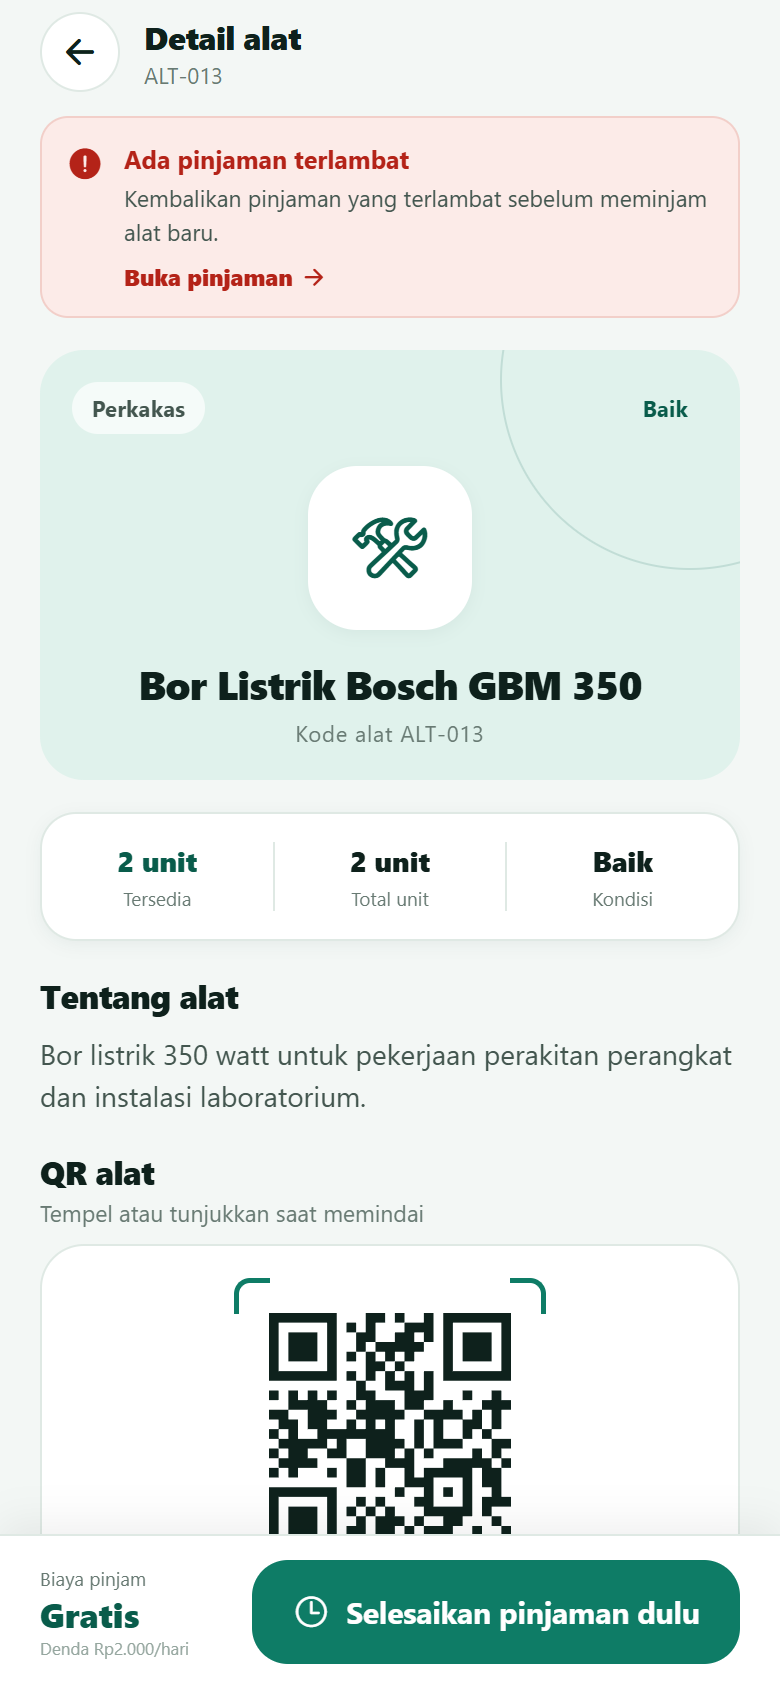 Detail alat
ALT-013
Ada pinjaman terlambat
Kembalikan pinjaman yang terlambat sebelum meminjam
alat baru.
Buka pinjaman →
Perkakas
Baik
Bor Listrik Bosch GBM 350
Kode alat ALT-013
2 unit
Tersedia
2 unit
Total unit
Baik
Kondisi
Tentang alat
Bor listrik 350 watt untuk pekerjaan perakitan perangkat
dan instalasi laboratorium.
QR alat
Tempel atau tunjukkan saat memindai
Biaya pinjam
Gratis
Denda Rp2.000/hari
Selesaikan pinjaman dulu